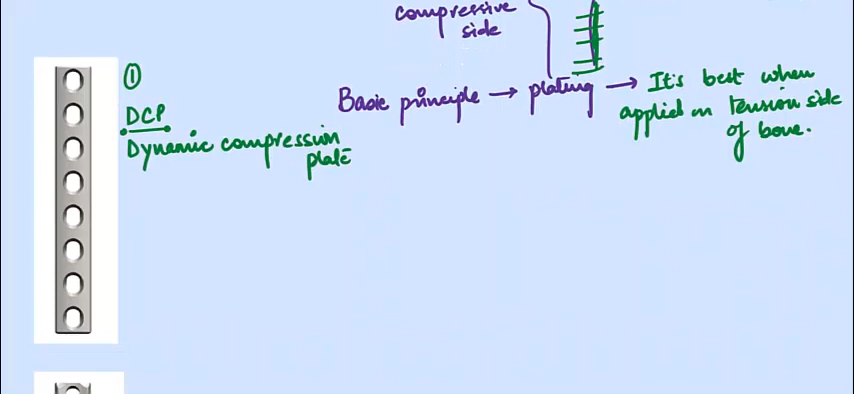 compressive
side
Basic principle → plating → It's best when
applied on tension side
of bone.
①
DCP
Dynamic compression
plate